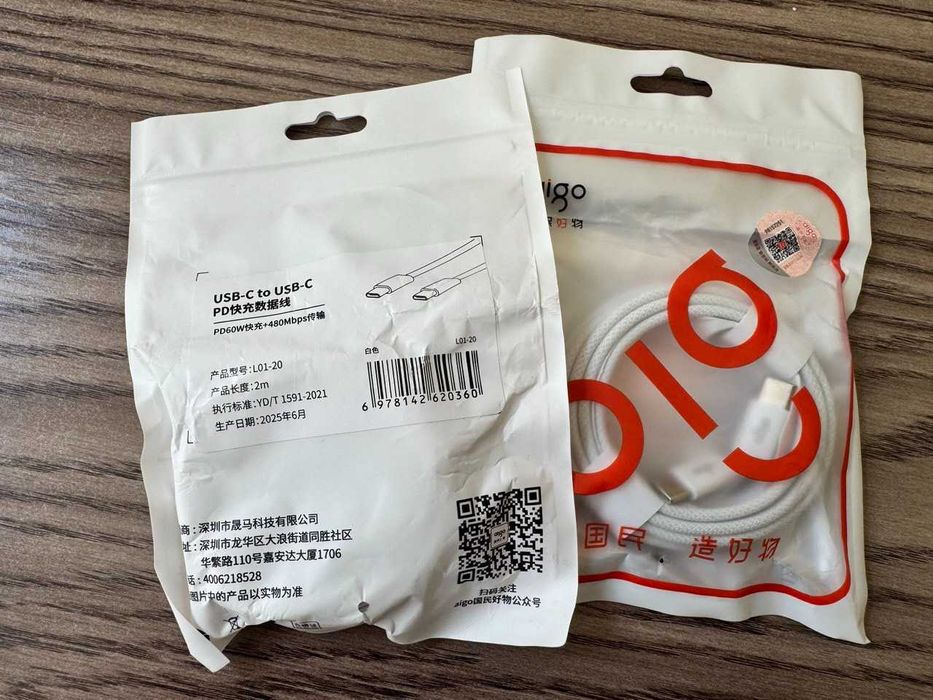 USB-C to USB-C
PD快充数据线
PD60W快充+480Mbps传输
产品型号:L01-20
产品长度:2m
执行标准:YD/T 1591-2021
生产日期:2025年6月
白色
L01-20
6 978142 620360
商:深圳市晟马科技有限公司
址:深圳市龙华区大浪街道同胜社区
华繁路110号嘉安达大厦1706
话:4006218528
图片中的产品以实物为准
aigo
扫码关注
aigo国民好物公众号
aigo
民好物
aigo
国民 造好物